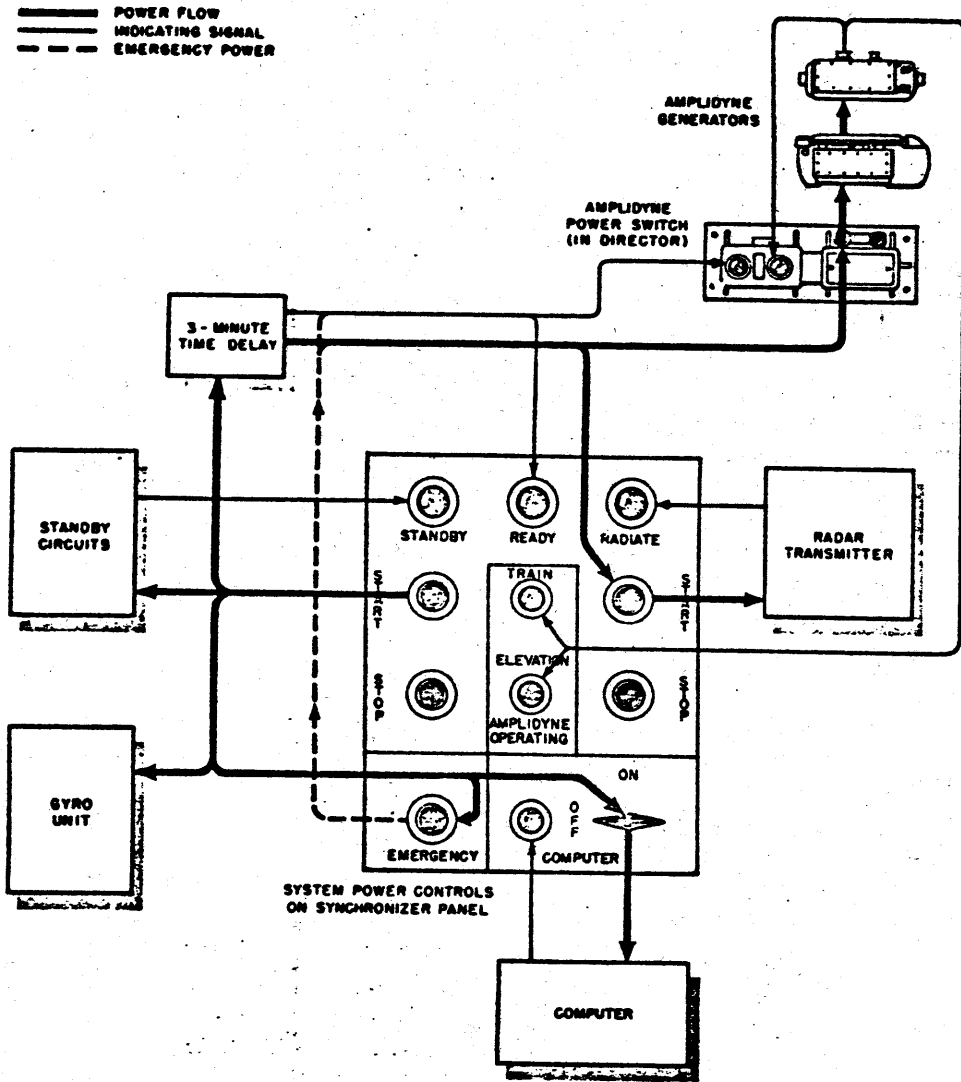 POWER FLOW
INDICATING SIGNAL
EMERGENCY POWER
AMPLIDYNE
GENERATORS
AMPLIDYNE
POWER SWITCH
(IN DIRECTOR)
3-MINUTE
TIME DELAY
STANDBY
CIRCUITS
STANDBY
READY
RADIATE
RADAR
TRANSMITTER
START
TRAIN
START
ELEVATION
STOP
AMPLIDYNE
OPERATING
STOP
GYRO
UNIT
ON
OFF
EMERGENCY
COMPUTER
SYSTEM POWER CONTROLS
ON SYNCHRONIZER PANEL
COMPUTER